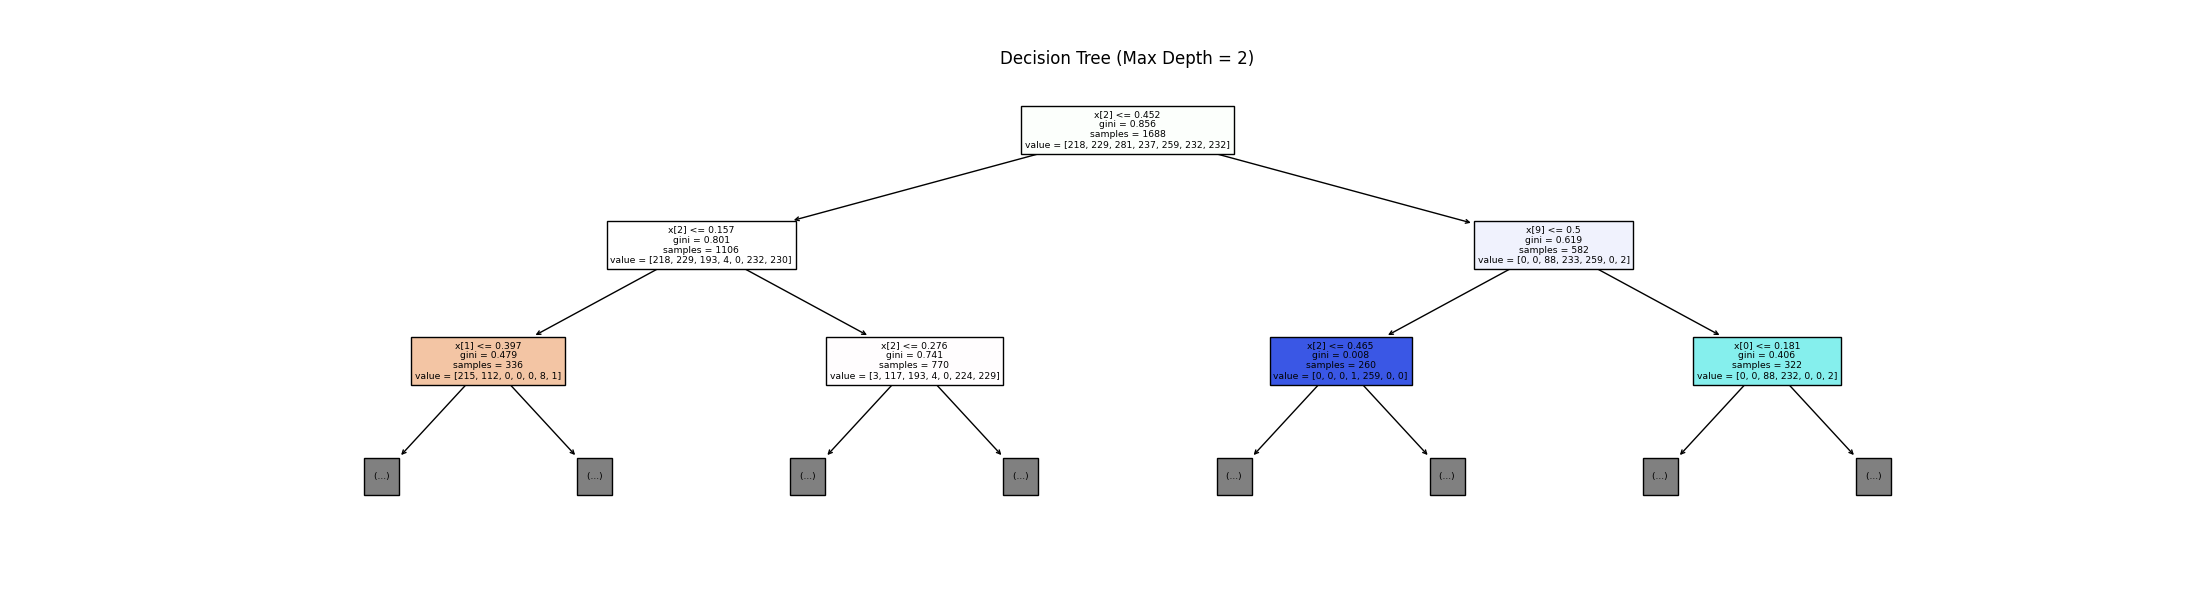 Decision Tree (Max Depth = 2)
x[2] <= 0.452
gini = 0.856
samples = 1688
value = [218, 229, 281, 237, 259, 232, 232]
x[2] <= 0.157
gini = 0.801
samples = 1106
value = [218, 229, 193, 4, 0, 232, 230]
x[9] <= 0.5
gini = 0.619
samples = 582
value = [0, 0, 88, 233, 259, 0, 2]
x[1] <= 0.397
gini = 0.479
samples = 336
value = [215, 112, 0, 0, 0, 8, 1]
x[2] <= 0.276
gini = 0.741
samples = 770
value = [3, 117, 193, 4, 0, 224, 229]
x[2] <= 0.465
gini = 0.008
samples = 260
value = [0, 0, 0, 1, 259, 0, 0]
x[0] <= 0.181
gini = 0.406
samples = 322
value = [0, 0, 88, 232, 0, 0, 2]
(...)
(...)
(...)
(...)
(...)
(...)
(...)
(...)